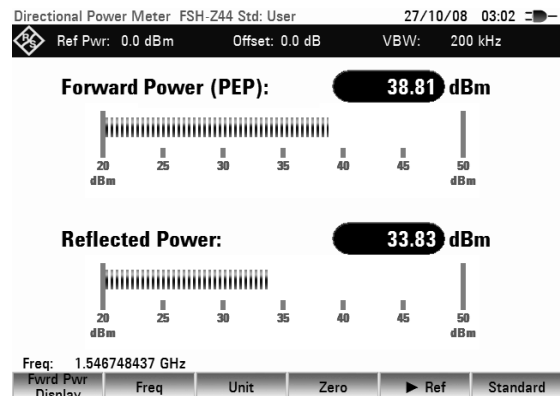 Directional Power Meter FSH-Z44 Std: User 27/10/08 03:02
R&S Ref Pwr: 0.0 dBm Offset: 0.0 dB VBW: 200 kHz
Forward Power (PEP): 38.81 dBm
20 25 30 35 40 45 50
dBm dBm
Reflected Power: 33.83 dBm
20 25 30 35 40 45 50
dBm dBm
Freq: 1.546748437 GHz
Fwrd Pwr Display Freq Unit Zero ▶ Ref Standard